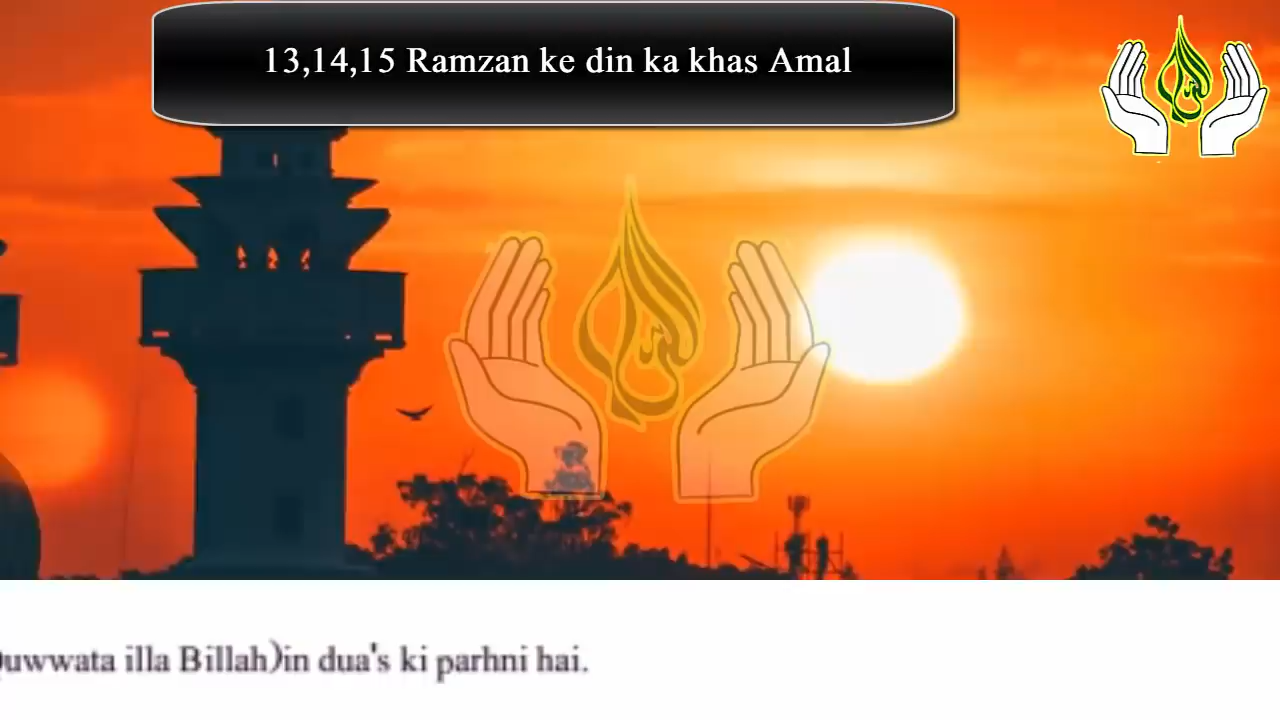 13,14,15 Ramzan ke din ka khas Amal
uwwata illa Billah)in dua's ki parhni hai.